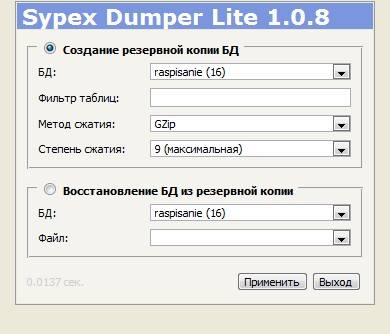 Sypex Dumper Lite 1.0.8
Создание резервной копии БД
БД: raspisanie (16)
Фильтр таблиц:
Метод сжатия: GZip
Степень сжатия: 9 (максимальная)
Восстановление БД из резервной копии
БД: raspisanie (16)
Файл:
0.0137 сек. Применить Выход